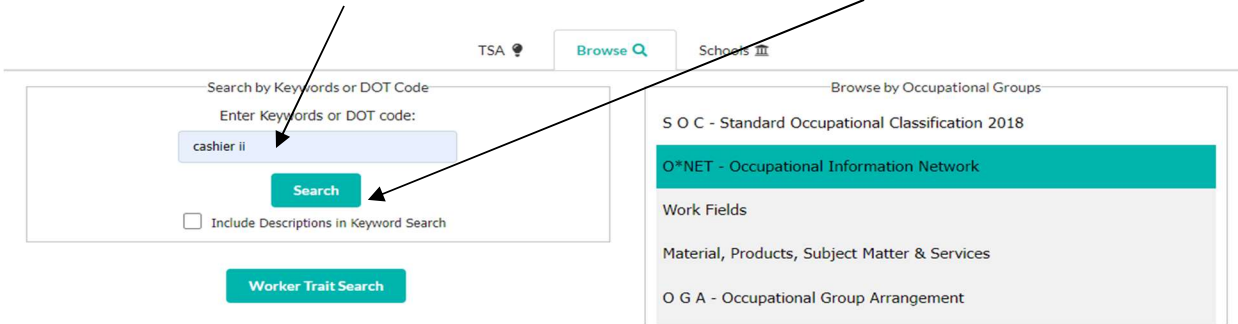 TSA
Browse
Schools
Search by Keywords or DOT Code
Enter Keywords or DOT code:
cashier ii
Search
Include Descriptions in Keyword Search
Worker Trait Search
Browse by Occupational Groups
S O C - Standard Occupational Classification 2018
O*NET - Occupational Information Network
Work Fields
Material, Products, Subject Matter & Services
O G A - Occupational Group Arrangement